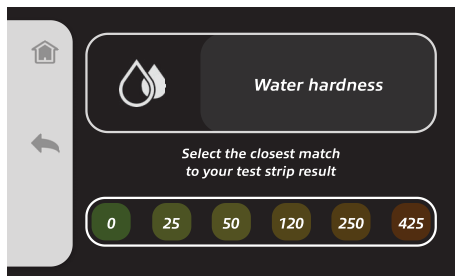 Water hardness
Select the closest match
to your test strip result
0 25 50 120 250 425